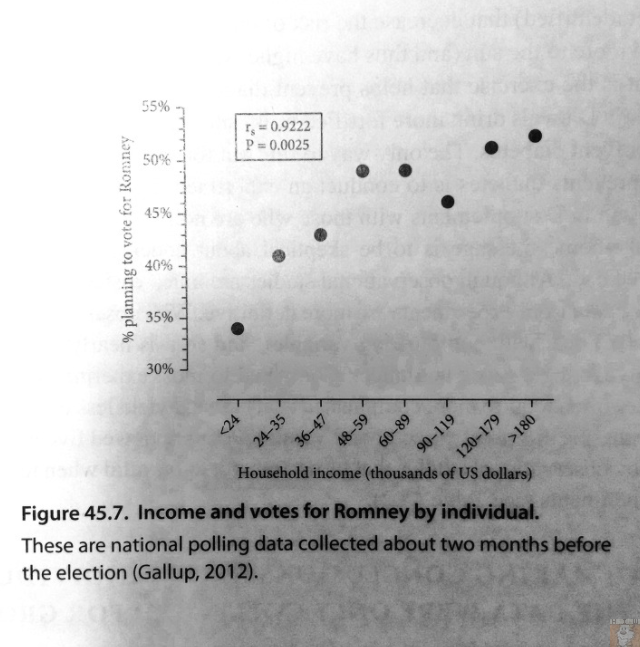 55%
50%
45%
40%
35%
30%
% planning to vote for Romney
rs = 0.9222
P = 0.0025
<24
24–35
36–47
48–59
60–89
90–119
120–179
>180
Household income (thousands of US dollars)
Figure 45.7. Income and votes for Romney by individual.
These are national polling data collected about two months before
the election (Gallup, 2012).